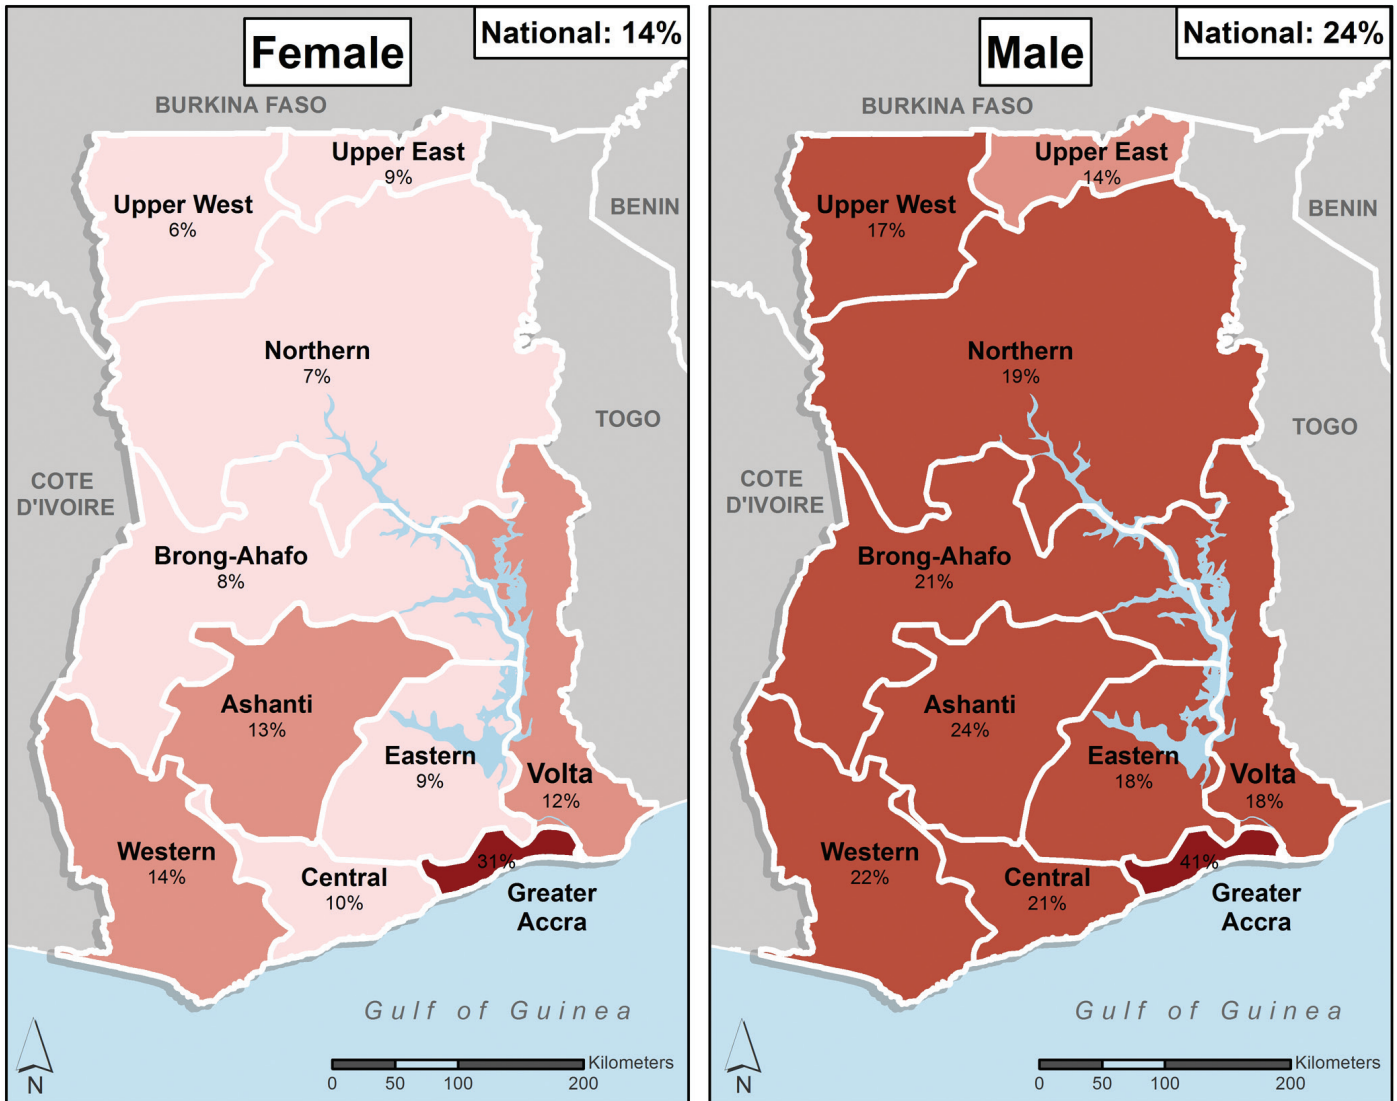 Female
National: 14%
BURKINA FASO
Upper East
9%
Upper West
6%
BENIN
Northern
7%
TOGO
COTE
D'IVOIRE
Brong-Ahafo
8%
Ashanti
13%
Eastern
9%
Volta
12%
Western
14%
Central
10%
31%
Greater
Accra
Gulf of Guinea
N
Kilometers
0 50 100 200
Male
National: 24%
BURKINA FASO
Upper East
14%
Upper West
17%
BENIN
Northern
19%
TOGO
COTE
D'IVOIRE
Brong-Ahafo
21%
Ashanti
24%
Eastern
18%
Volta
18%
Western
22%
Central
21%
41%
Greater
Accra
Gulf of Guinea
N
Kilometers
0 50 100 200